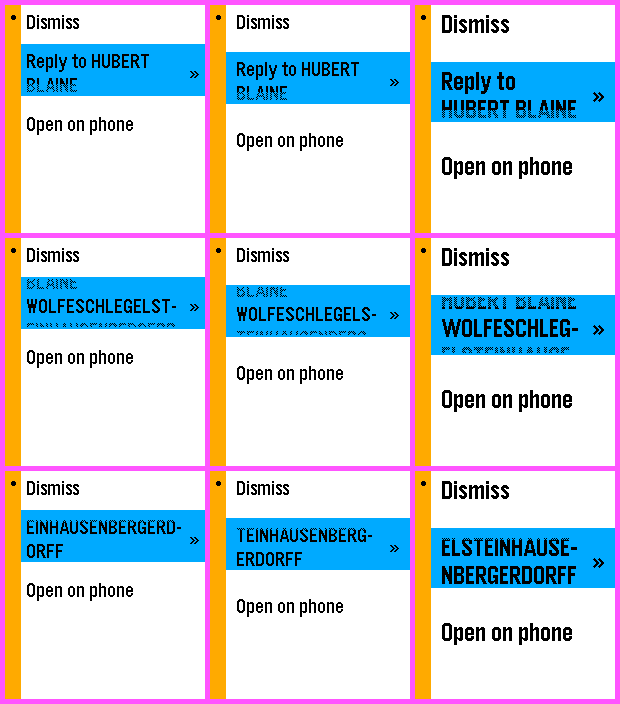 Dismiss
Reply to HUBERT
BLAINE
»
Open on phone
Dismiss
Reply to HUBERT
BLAINE
»
Open on phone
Dismiss
Reply to
HUBERT BLAINE
»
Open on phone
Dismiss
BLAINE
WOLFESCHLEGELST-
»
Open on phone
Dismiss
BLAINE
WOLFESCHLEGELS-
»
Open on phone
Dismiss
HUBERT BLAINE
WOLFESCHLEG-
»
Open on phone
Dismiss
EINHAUSENBERGERD-
ORFF
»
Open on phone
Dismiss
TEINHAUSENBERG-
ERDORFF
»
Open on phone
Dismiss
ELSTEINHAUSE-
NBERGERDORFF
»
Open on phone